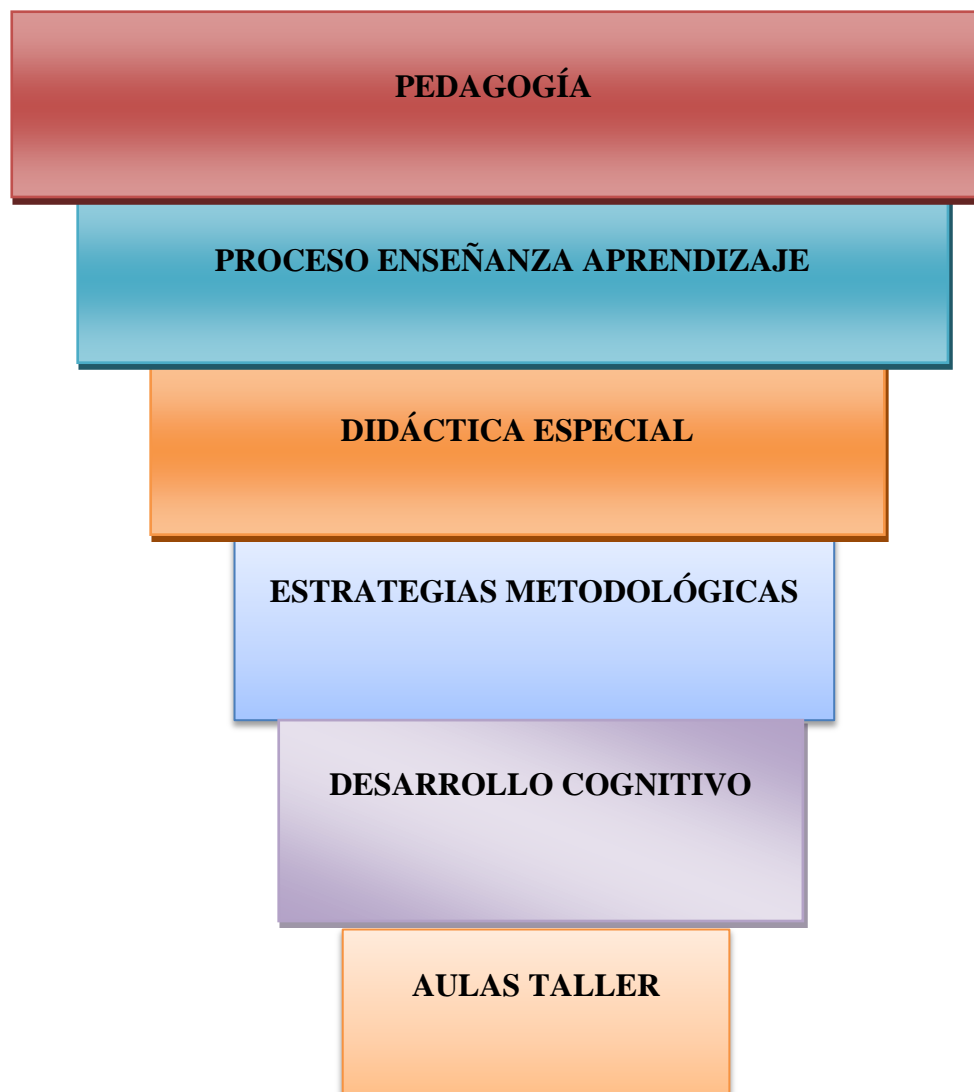 PEDAGOGÍA
PROCESO ENSEÑANZA APRENDIZAJE
DIDÁCTICA ESPECIAL
ESTRATEGIAS METODOLÓGICAS
DESARROLLO COGNITIVO
AULAS TALLER